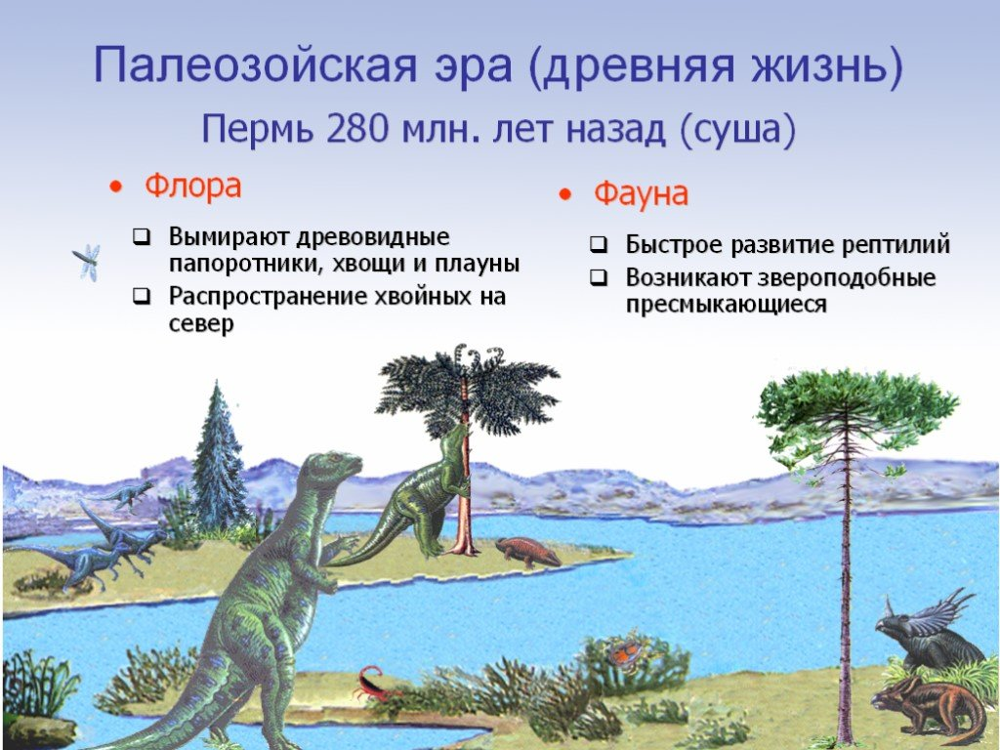 Палеозойская эра (древняя жизнь)
Пермь 280 млн. лет назад (суша)
• Флора
❑ Вымирают древовидные
папоротники, хвощи и плауны
❑ Распространение хвойных на
север
• Фауна
❑ Быстрое развитие рептилий
❑ Возникают звероподобные
пресмыкающиеся